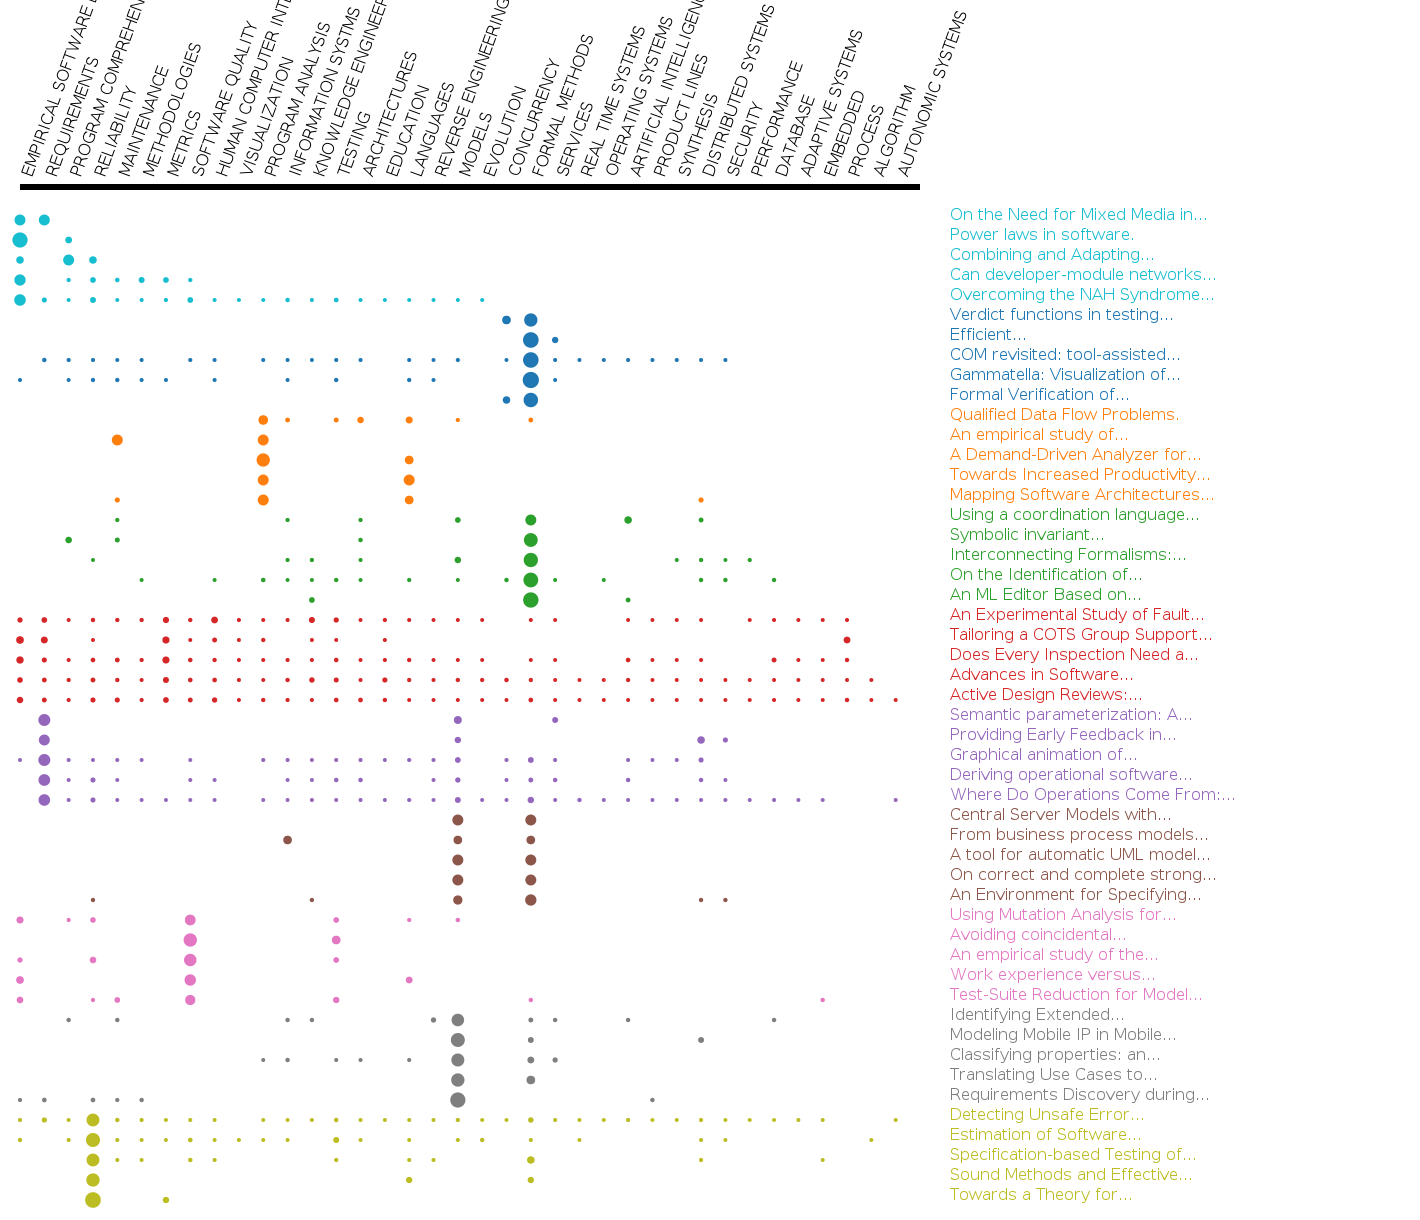 EMPIRICAL SOFTWARE
REQUIREMENTS
PROGRAM
RELIABILITY
MAINTENANCE
METHODOLOGIES
METRICS
SOFTWARE QUALITY
HUMAN COMPUTER
VISUALIZATION
PROGRAM ANALYSIS
INFORMATION SYSTMS
KNOWLEDGE
TESTING
ARCHITECTURES
EDUCATION
LANGUAGES
REVERSE ENGINEERING
MODELS
EVOLUTION
CONCURRENCY
FORMAL METHODS
SERVICES
REAL TIME SYSTEMS
OPERATING SYSTEMS
ARTIFICIAL
PRODUCT LINES
SYNTHESIS
DISTRIBUTED SYSTEMS
SECURITY
PERFORMANCE
DATABASE
ADAPTIVE SYSTEMS
EMBEDDED
PROCESS
ALGORITHM
AUTONOMIC SYSTEMS
On the Need for Mixed Media in...
Power laws in software.
Combining and Adapting...
Can developer-module networks...
Overcoming the NAH Syndrome...
Verdict functions in testing...
Efficient...
COM revisited: tool-assisted...
Gammatella: Visualization of...
Formal Verification of...
Qualified Data Flow Problems.
An empirical study of...
A Demand-Driven Analyzer for...
Towards Increased Productivity...
Mapping Software Architectures...
Using a coordination language...
Symbolic invariant...
Interconnecting Formalisms:...
On the Identification of...
An ML Editor Based on...
An Experimental Study of Fault...
Tailoring a COTS Group Support...
Does Every Inspection Need a...
Advances in Software...
Active Design Reviews:...
Semantic parameterization: A...
Providing Early Feedback in...
Graphical animation of...
Deriving operational software...
Where Do Operations Come From:...
Central Server Models with...
From business process models...
A tool for automatic UML model...
On correct and complete strong...
An Environment for Specifying...
Using Mutation Analysis for...
Avoiding coincidental...
An empirical study of the...
Work experience versus...
Test-Suite Reduction for Model...
Identifying Extended...
Modeling Mobile IP in Mobile...
Classifying properties: an...
Translating Use Cases to...
Requirements Discovery during...
Detecting Unsafe Error...
Estimation of Software...
Specification-based Testing of...
Sound Methods and Effective...
Towards a Theory for...